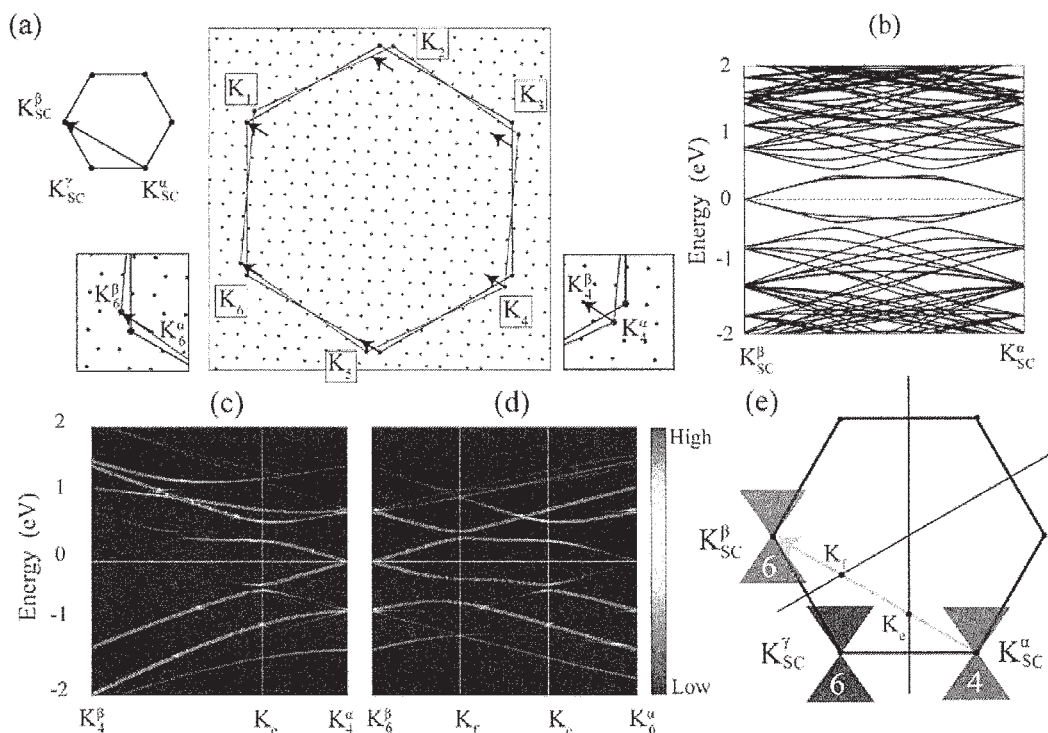 (a)
K_SC^β
K_SC^γ
K_SC^α
K_1
K_2
K_3
K_4
K_5
K_6
K_6^β
K_6^α
K_4^β
K_4^α
(b)
Energy (eV)
2
1
0
-1
-2
K_SC^β
K_SC^α
(c)
Energy (eV)
2
1
0
-1
-2
K_4^β
K_e
K_4^α
(d)
High
Low
K_6^β
K_f
K_e
K_6^α
(e)
K_SC^β
6
K_f
K_e
K_SC^γ
6
4
K_SC^α